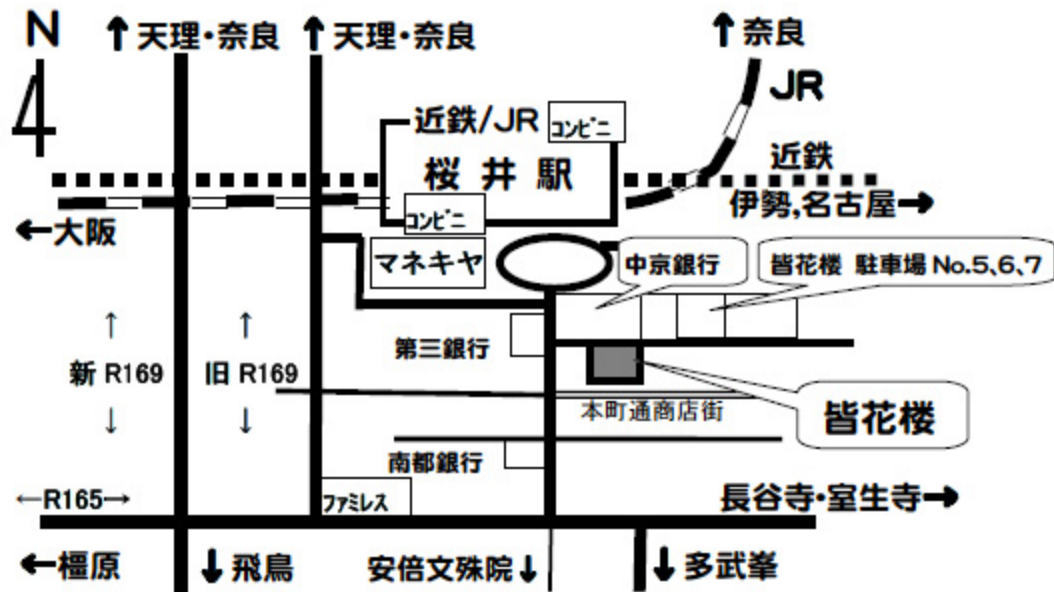 N
↑天理・奈良
↑天理・奈良
↑奈良
JR
近鉄/JR
コンビニ
桜井駅
近鉄
伊勢,名古屋→
←大阪
コンビニ
マネキヤ
中京銀行
皆花楼 駐車場 No.5、6、7
↑
↑
第三銀行
新 R169
旧 R169
↓
↓
本町通商店街
皆花楼
南都銀行
←R165→
ファミレス
長谷寺・室生寺→
←橿原
↓飛鳥
安倍文殊院↓
↓多武峯